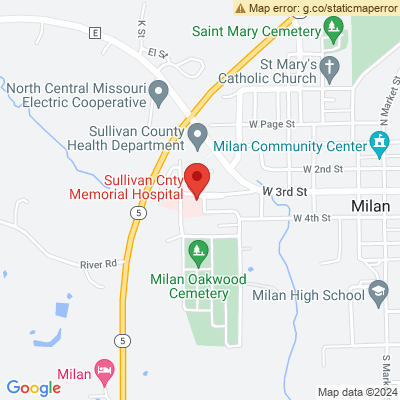 Map error: g.co/staticmaperror
K St
E
El St
5
Saint Mary Cemetery
St Mary's
Catholic Church
N Market St
North Central Missouri
Electric Cooperative
W Page St
Sullivan County
Health Department
Milan Community Center
W 2nd St
Sullivan Cnty
Memorial Hospital
W 3rd St
Milan
5
W 4th St
River Rd
Milan Oakwood
Cemetery
Milan High School
5
Milan
S Mark
Google
Map data ©2024